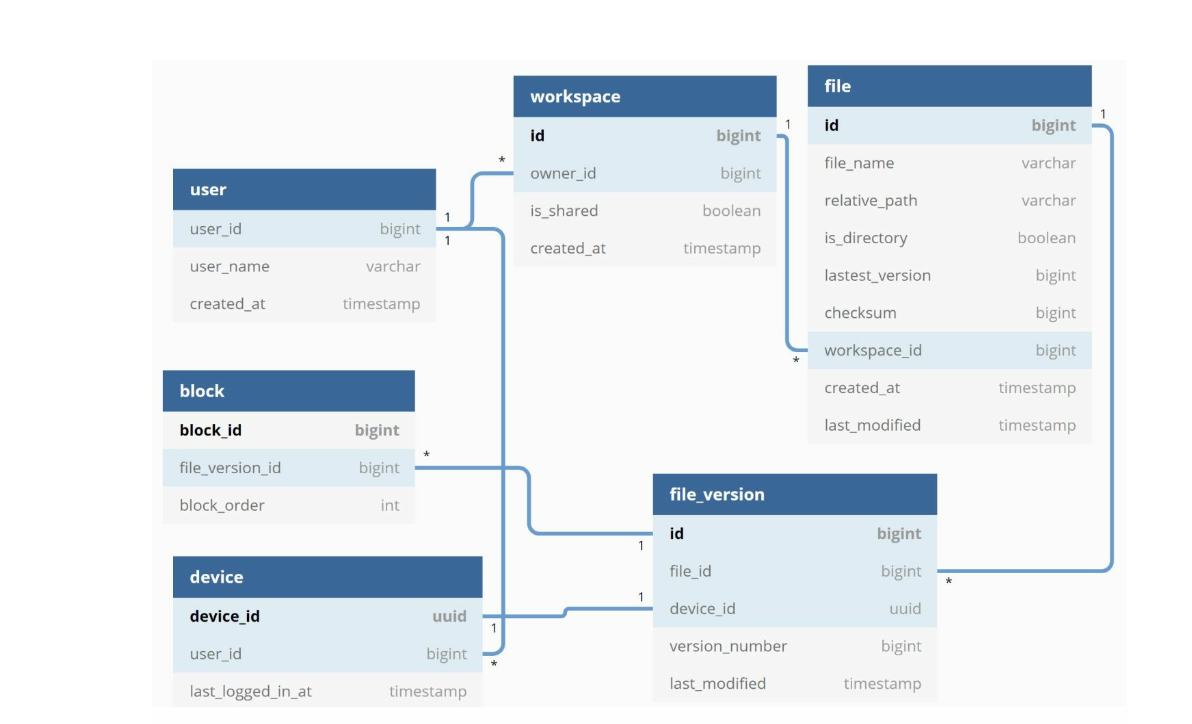 workspace
id bigint
owner_id bigint
is_shared boolean
created_at timestamp
file
id bigint
file_name varchar
relative_path varchar
is_directory boolean
lastest_version bigint
checksum bigint
workspace_id bigint
created_at timestamp
last_modified timestamp
user
user_id bigint
user_name varchar
created_at timestamp
block
block_id bigint
file_version_id bigint
block_order int
file_version
id bigint
file_id bigint
device_id uuid
version_number bigint
last_modified timestamp
device
device_id uuid
user_id bigint
last_logged_in_at timestamp
1
*
1
1
1
*
*
1
*
1
1
*